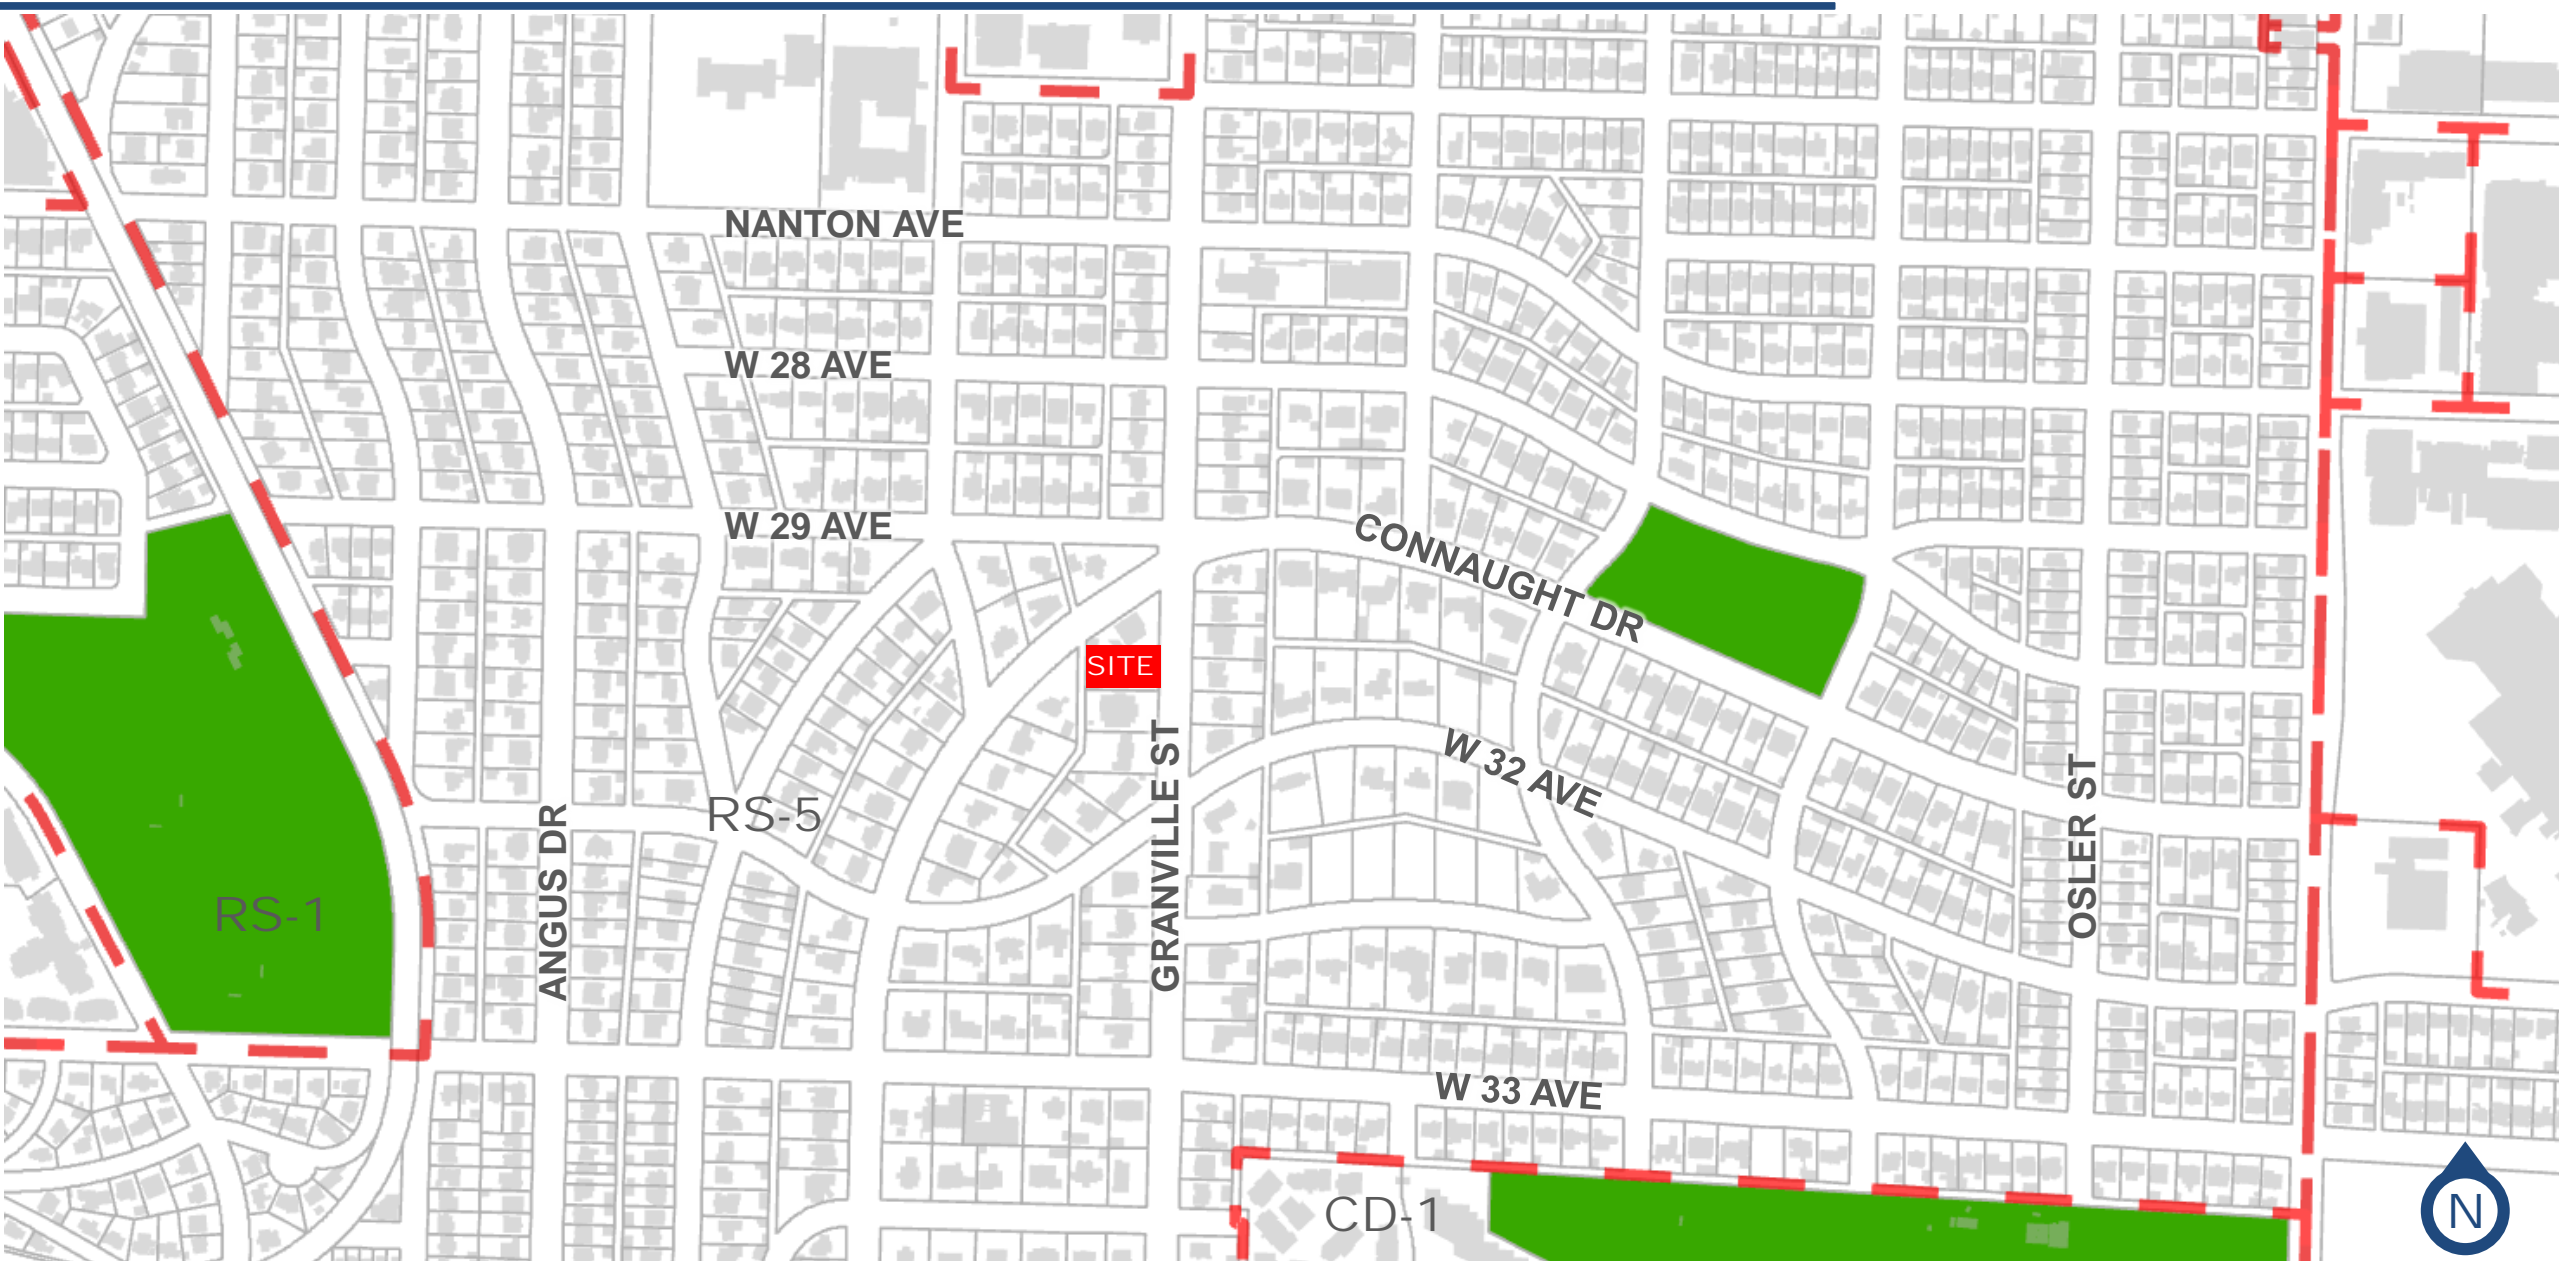 NANTON AVE
W 28 AVE
W 29 AVE
CONNAUGHT DR
SITE
W 32 AVE
GRANVILLE ST
RS-5
ANGUS DR
OSLER ST
RS-1
W 33 AVE
CD-1
N